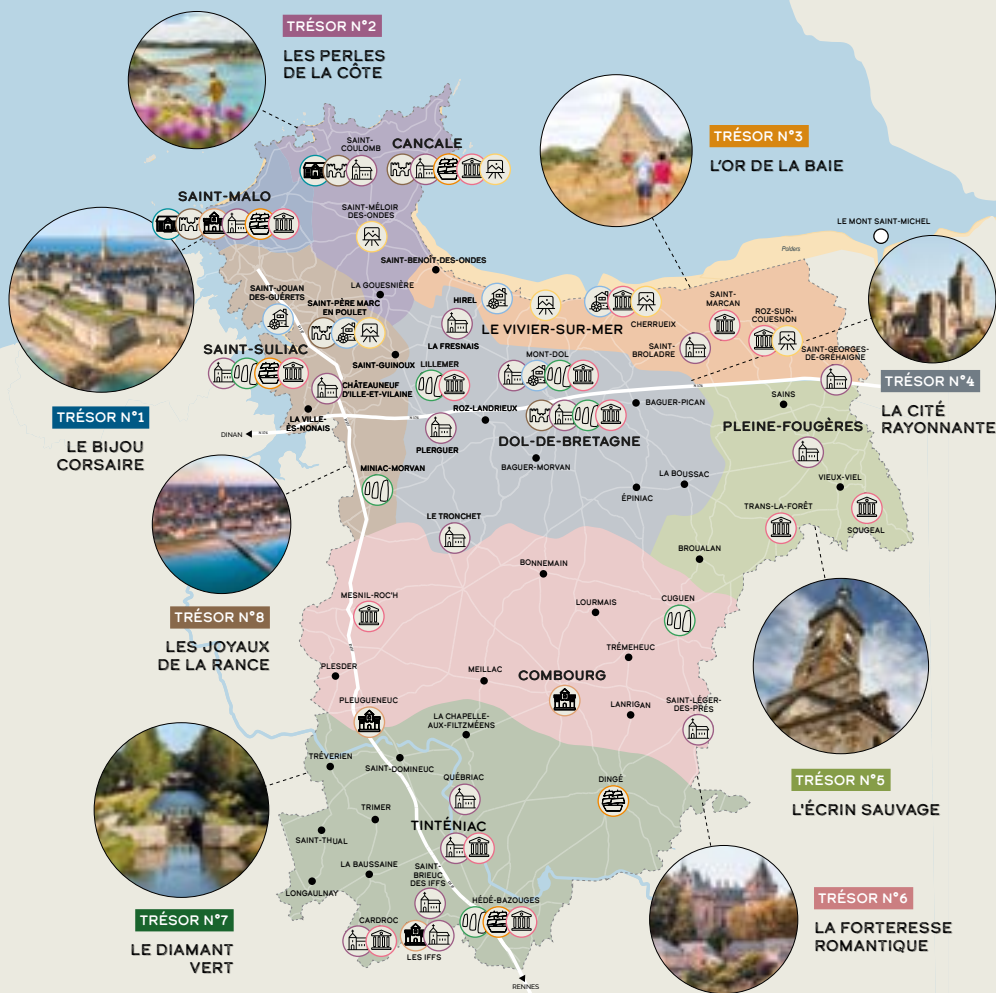 TRÉSOR N°2
LES PERLES
DE LA CÔTE
SAINT-
COULOMB
CANCALE
TRÉSOR N°3
L'OR DE LA BAIE
SAINT-MALO
SAINT-MÉLOIR
DES-ONDES
LE MONT SAINT-MICHEL
Polders
SAINT-BENOÎT-DES-ONDES
SAINT-JOUAN
DES-GUÉRETS
LA GOUESNIÈRE
SAINT-PÈRE MARC
EN POULET
HIREL
LE VIVIER-SUR-MER
CHERRUEIX
SAINT-
MARCAN
ROZ-SUR-
COUESNON
LA FRESNAIS
SAINT-
BROLADRE
SAINT-GEORGES-
DE-GRÉHAIGNE
SAINT-SULIAC
SAINT-GUINOUX
LILLEMER
MONT-DOL
TRÉSOR N°4
LA CITÉ
RAYONNANTE
CHÂTEAUNEUF
D'ILLE-ET-VILAINE
TRÉSOR N°1
LE BIJOU
CORSAIRE
LA VILLE-
ÈS-NONAIS
DINAN
ROZ-LANDRIEUX
BAGUER-PICAN
SAINS
PLEINE-FOUGÈRES
DOL-DE-BRETAGNE
PLERGUER
BAGUER-MORVAN
MINIAC-MORVAN
LA BOUSSAC
ÉPINIAC
VIEUX-VIEL
TRANS-LA-FORÊT
SOUGEAL
LE TRONCHET
BROUALAN
BONNEMAIN
TRÉSOR N°8
LES JOYAUX
DE LA RANCE
MESNIL-ROC'H
LOURMAIS
CUGUEN
TRÉMEHEUC
PLESDER
MEILLAC
COMBOURG
PLEUGUENEUC
LANRIGAN
SAINT-LÉGER-
DES-PRÈS
LA CHAPELLE-
AUX-FILTZMÉENS
TRÉVERIEN
SAINT-DOMINEUC
QUÉBRIAC
DINGÉ
TRÉSOR N°5
L'ÉCRIN SAUVAGE
TRIMER
TINTÉNIAC
SAINT-THUAL
LA BAUSSAINE
SAINT-
BRIEUC
DES IFFS
LONGAULNAY
HÉDÉ-BAZOUGES
TRÉSOR N°6
LA FORTERESSE
ROMANTIQUE
TRÉSOR N°7
LE DIAMANT
VERT
CARDROC
LES IFFS
RENNES